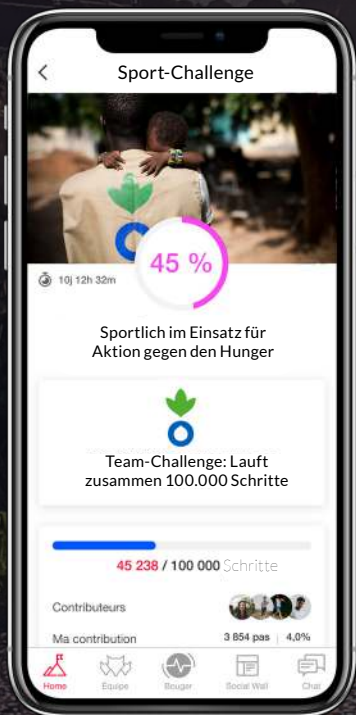 Sport-Challenge
45 %
10j 12h 32m
Sportlich im Einsatz für
Aktion gegen den Hunger
Team-Challenge: Lauft
zusammen 100.000 Schritte
45 238 / 100 000 Schritte
Contributeurs
Ma contribution 3 854 pas 4,0%
Home Equipe Bouger Social Wall Chat